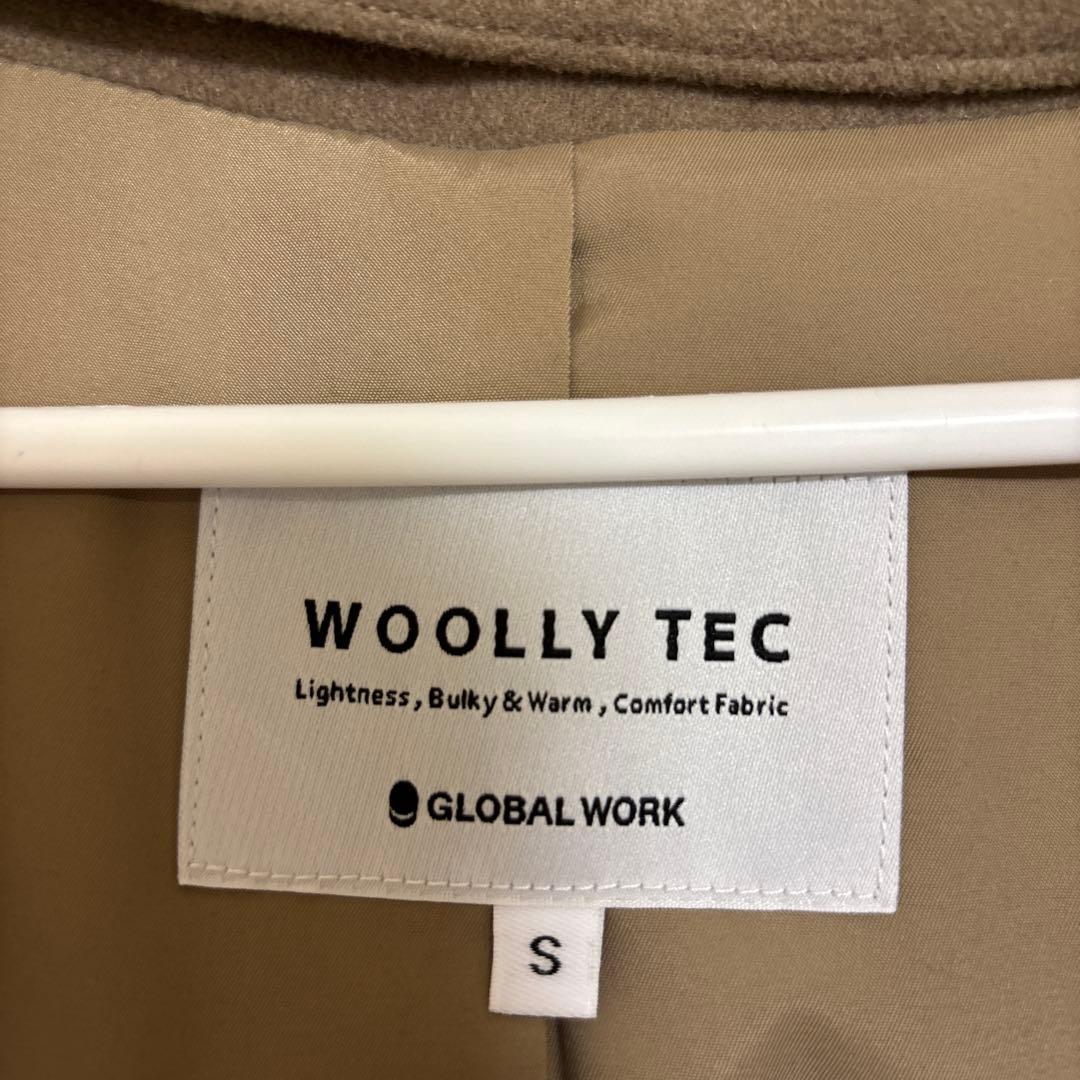 WOOLLY TEC
Lightness, Bulky & Warm, Comfort Fabric
GLOBAL WORK
S